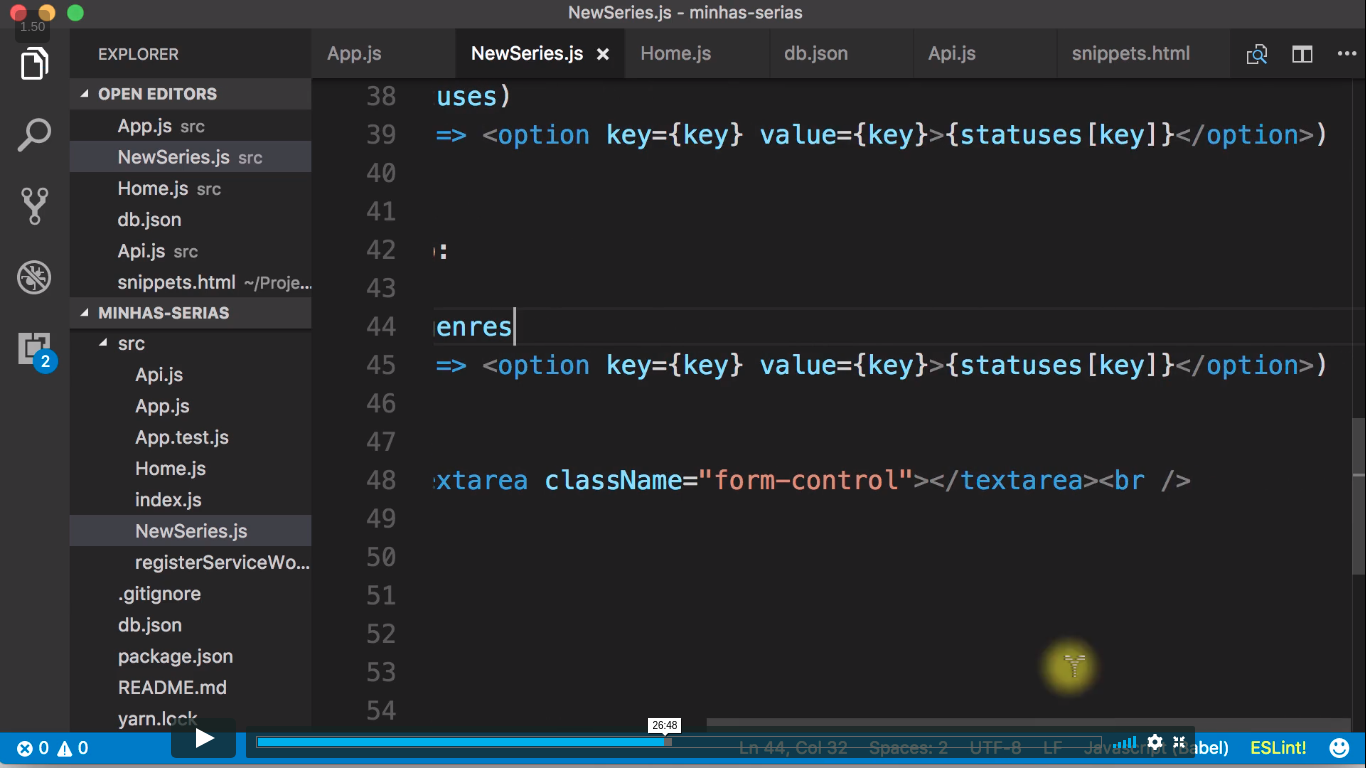 NewSeries.js - minhas-serias
1.50
EXPLORER
App.js NewSeries.js × Home.js db.json Api.js snippets.html
OPEN EDITORS
App.js src
NewSeries.js src
Home.js src
db.json
Api.js src
snippets.html ~/Proje...
MINHAS-SERIAS
src
Api.js
App.js
App.test.js
Home.js
index.js
NewSeries.js
registerServiceWo...
.gitignore
db.json
package.json
README.md
yarn.lock
38 uses)
39 => <option key={key} value={key}>{statuses[key]}</option>)
40
41
42 :
43
44 enres
45 => <option key={key} value={key}>{statuses[key]}</option>)
46
47
48 extarea className="form-control"></textarea><br />
49
50
51
52
53
54
2
26:48
0 0 Ln 44, Col 32 Spaces: 2 UTF-8 LF Javascript (Babel) ESLint!